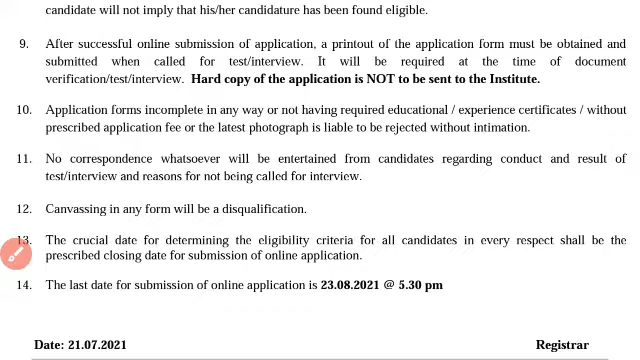 candidate will not imply that his/her candidature has been found eligible.
9. After successful online submission of application, a printout of the application form must be obtained and
submitted when called for test/interview. It will be required at the time of document
verification/test/interview. Hard copy of the application is NOT to be sent to the Institute.
10. Application forms incomplete in any way or not having required educational / experience certificates / without
prescribed application fee or the latest photograph is liable to be rejected without intimation.
11. No correspondence whatsoever will be entertained from candidates regarding conduct and result of
test/interview and reasons for not being called for interview.
12. Canvassing in any form will be a disqualification.
13. The crucial date for determining the eligibility criteria for all candidates in every respect shall be the
prescribed closing date for submission of online application.
14. The last date for submission of online application is 23.08.2021 @ 5.30 pm
Date: 21.07.2021 Registrar